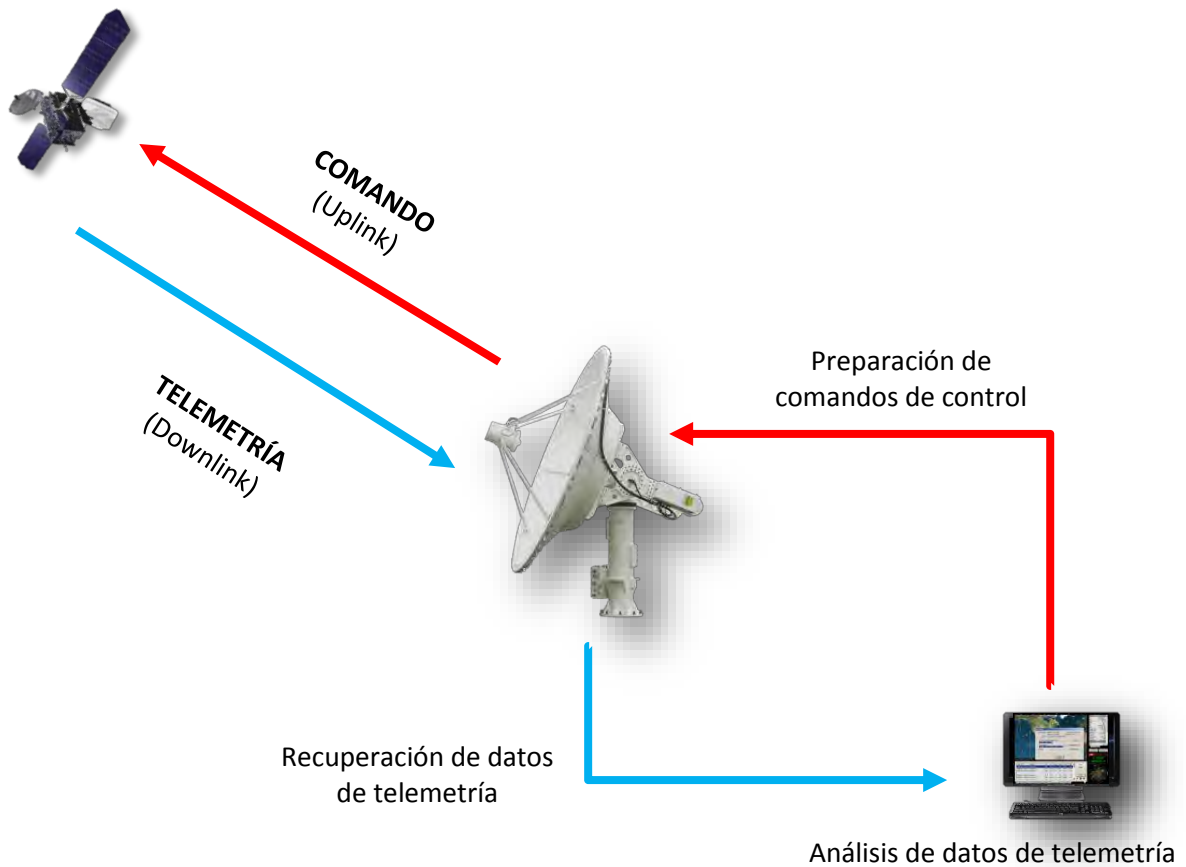 COMANDO
(Uplink)
TELEMETRÍA
(Downlink)
Preparación de
comandos de control
Recuperación de datos
de telemetría
Análisis de datos de telemetría